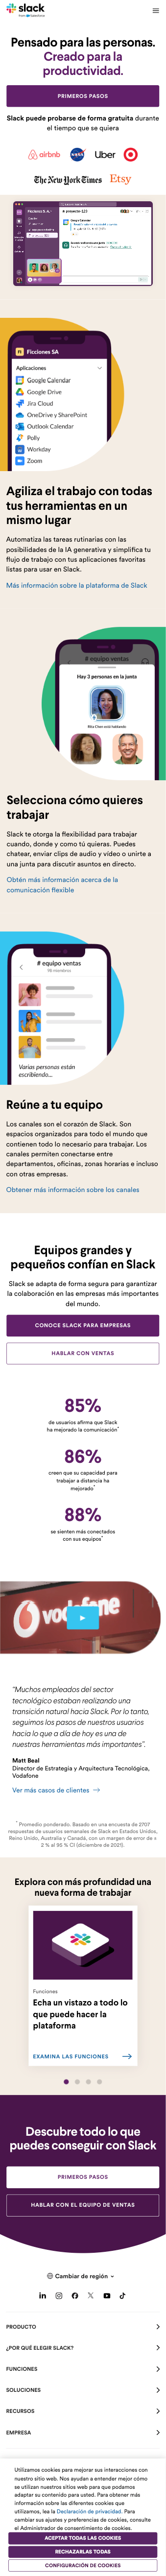 slack
from Salesforce
Pensado para las personas.
Creado para la
productividad.
PRIMEROS PASOS
Slack puede probarse de forma gratuita durante
el tiempo que se quiera
airbnb
NASA
Uber
The New York Times
Etsy
Ficciones SA
Aplicaciones
Google Calendar
Google Drive
Jira Cloud
OneDrive y SharePoint
Outlook Calendar
Polly
Workday
Zoom
Agiliza el trabajo con todas
tus herramientas en un
mismo lugar
Automatiza las tareas rutinarias con las
posibilidades de la IA generativa y simplifica tu
flujo de trabajo con tus aplicaciones favoritas
listas para usar en Slack.
Más información sobre la plataforma de Slack
# equipo ventas
Hay 3 personas en la junta
Mira Chen está hablando
Selecciona cómo quieres
trabajar
Slack te otorga la flexibilidad para trabajar
cuando, donde y como tú quieras. Puedes
chatear, enviar clips de audio y video o unirte a
una junta para discutir asuntos en directo.
Obtén más información acerca de la
comunicación flexible
# equipo ventas
18 miembros
Varias personas están
escribiendo...
Reúne a tu equipo
Los canales son el corazón de Slack. Son
espacios organizados para todo el mundo que
contienen todo lo necesario para trabajar. Los
canales permiten conectarse entre
departamentos, oficinas, zonas horarias e incluso
con otras empresas.
Obtener más información sobre los canales
Equipos grandes y
pequeños confían en Slack
Slack se adapta de forma segura para garantizar
la colaboración en las empresas más importantes
del mundo.
CONOCE SLACK PARA EMPRESAS
HABLAR CON VENTAS
85%
de usuarios afirma que Slack
ha mejorado la comunicación*
86%
creen que su capacidad para
trabajar a distancia ha
mejorado*
88%
se sienten más conectados
con sus equipos*
vodafone
"Muchos empleados del sector
tecnológico estaban realizando una
transición natural hacia Slack. Por lo tanto,
seguimos los pasos de nuestros usuarios
hacia lo que a día de hoy es una de
nuestras herramientas más importantes".
Matt Beal
Director de Estrategia y Arquitectura Tecnológica,
Vodafone
Ver más casos de clientes →
* Promedio ponderado. Basado en una encuesta de 2707
respuestas de usuarios semanales de Slack en Estados Unidos,
Reino Unido, Australia y Canadá, con un margen de error de ±
2 % al 95 % CI (diciembre de 2021).
Explora con más profundidad una
nueva forma de trabajar
Funciones
Echa un vistazo a todo lo
que puede hacer la
plataforma
EXAMINA LAS FUNCIONES →
Descubre todo lo que
puedes conseguir con Slack
PRIMEROS PASOS
HABLAR CON EL EQUIPO DE VENTAS
Cambiar de región
PRODUCTO
¿POR QUÉ ELEGIR SLACK?
FUNCIONES
SOLUCIONES
RECURSOS
EMPRESA
Utilizamos cookies para mejorar sus interacciones con
nuestro sitio web. Nos ayudan a entender mejor cómo
se utilizan nuestros sitios web para que podamos
adaptar el contenido para usted. Para obtener más
información sobre las diferentes cookies que
utilizamos, lea la Declaración de privacidad. Para
cambiar sus ajustes y preferencias de cookies, consulte
el Administrador de consentimiento de cookies.
ACEPTAR TODAS LAS COOKIES
RECHAZARLAS TODAS
CONFIGURACIÓN DE COOKIES